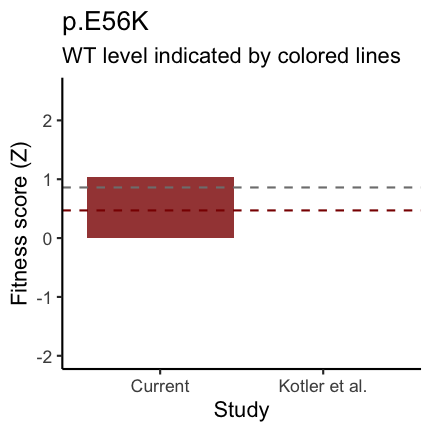 p.E56K
WT level indicated by colored lines
Fitness score (Z)
2
1
0
-1
-2
Current
Kotler et al.
Study